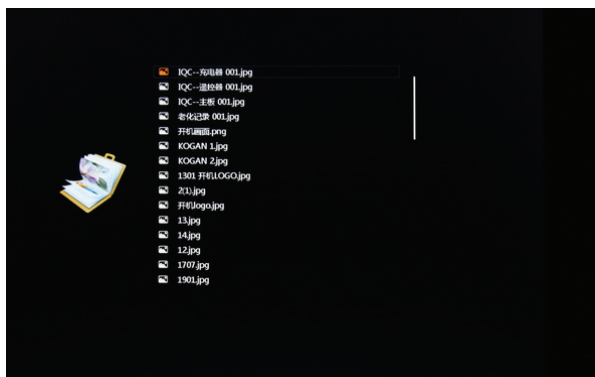 IQC--充电器 001.jpg
IQC--遥控器 001.jpg
IQC--主板 001.jpg
老化记录 001.jpg
开机画面.png
KOGAN 1.jpg
KOGAN 2.jpg
1301 开机LOGO.jpg
2(1).jpg
开机logo.jpg
13.jpg
14.jpg
12.jpg
1707.jpg
1901.jpg